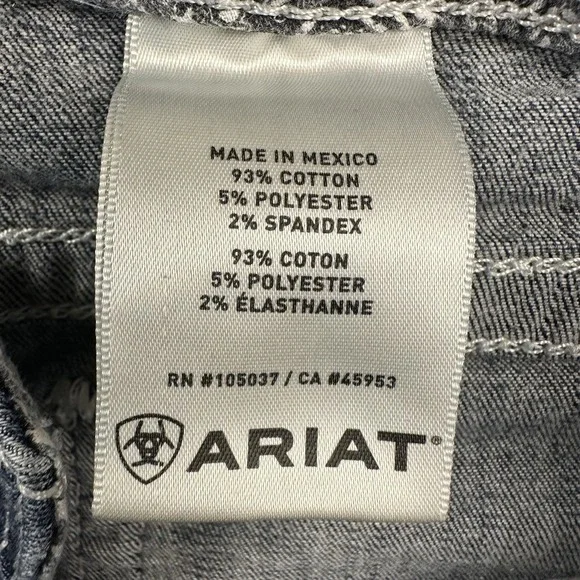 MADE IN MEXICO
93% COTTON
5% POLYESTER
2% SPANDEX
93% COTON
5% POLYESTER
2% ÉLASTHANNE
RN #105037 / CA #45953
ARIAT®